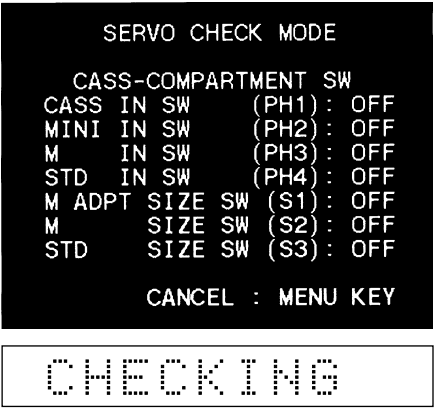 SERVO CHECK MODE
CASS-COMPARTMENT SW
CASS IN SW (PH1): OFF
MINI IN SW (PH2): OFF
M IN SW (PH3): OFF
STD IN SW (PH4): OFF
M ADPT SIZE SW (S1): OFF
M SIZE SW (S2): OFF
STD SIZE SW (S3): OFF
CANCEL : MENU KEY
CHECKING